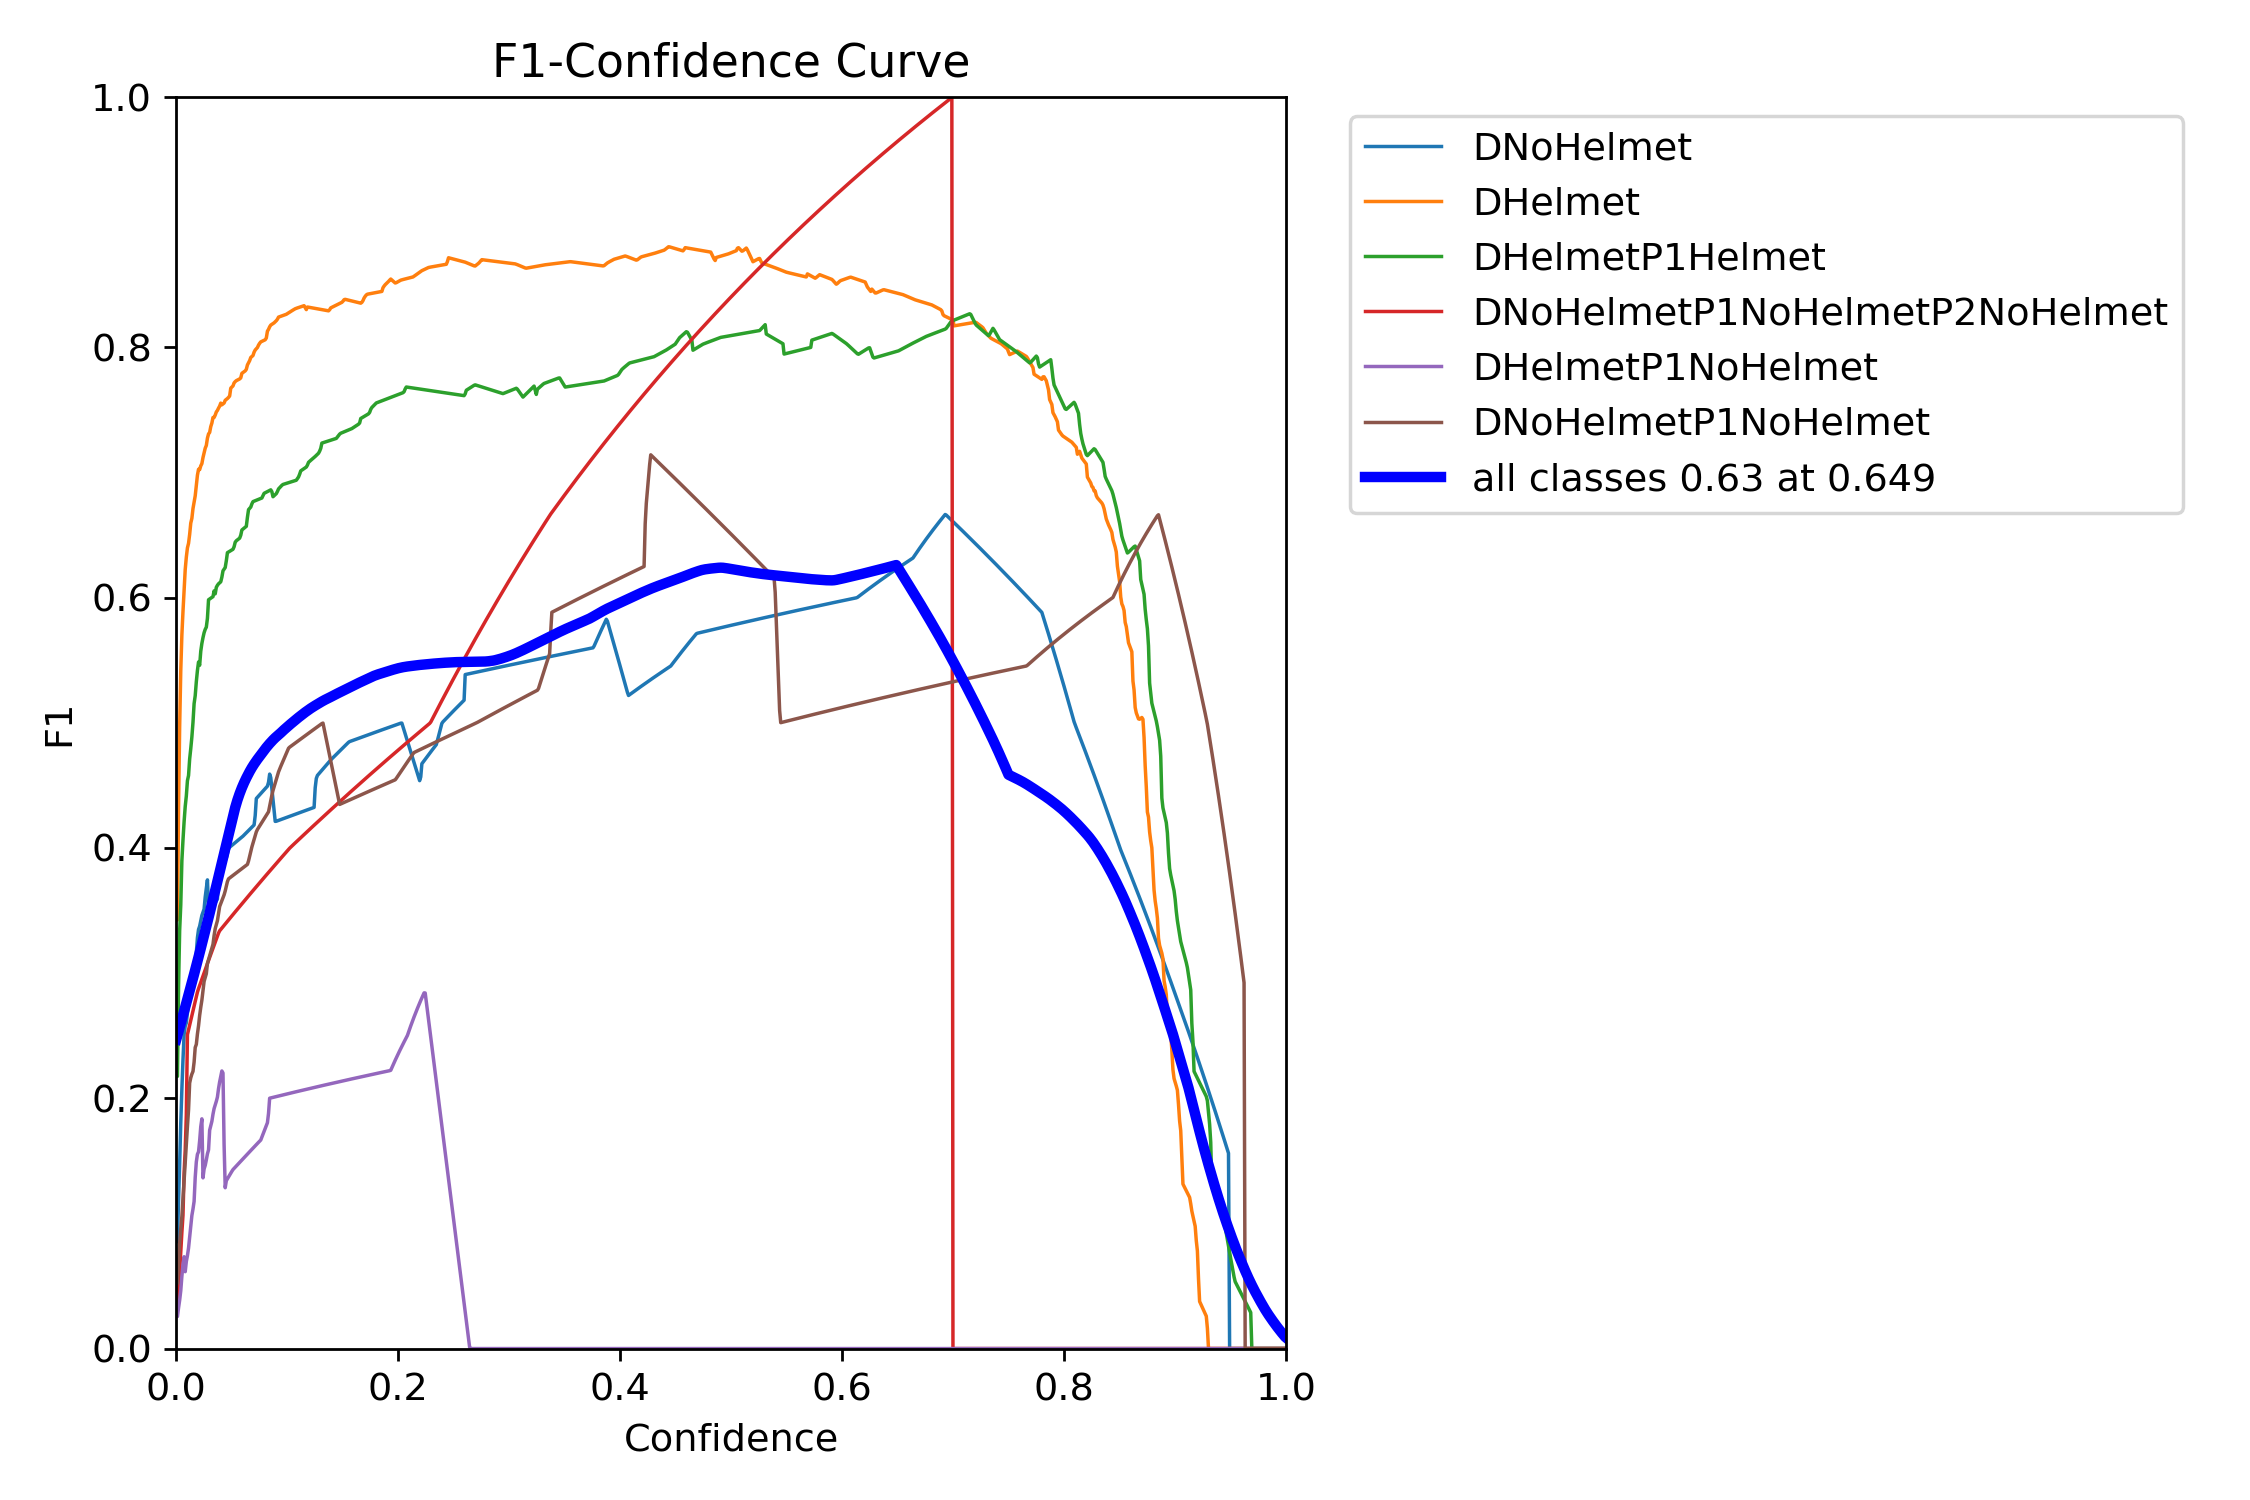 F1-Confidence Curve
1.0
0.8
0.6
0.4
0.2
0.0
F1
0.0 0.2 0.4 0.6 0.8 1.0
Confidence
DNoHelmet
DHelmet
DHelmetP1Helmet
DNoHelmetP1NoHelmetP2NoHelmet
DHelmetP1NoHelmet
DNoHelmetP1NoHelmet
all classes 0.63 at 0.649